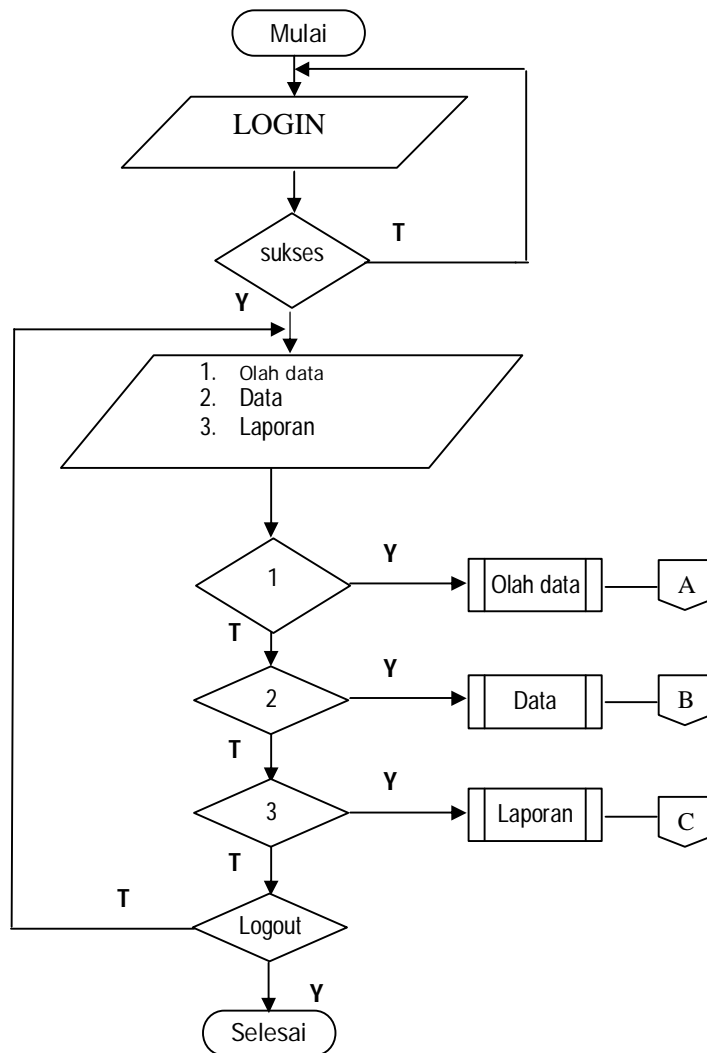 Mulai
LOGIN
sukses
T
Y
1. Olah data
2. Data
3. Laporan
1
Y
Olah data
A
T
2
Y
Data
B
T
3
Y
Laporan
C
T
T
Logout
Y
Selesai